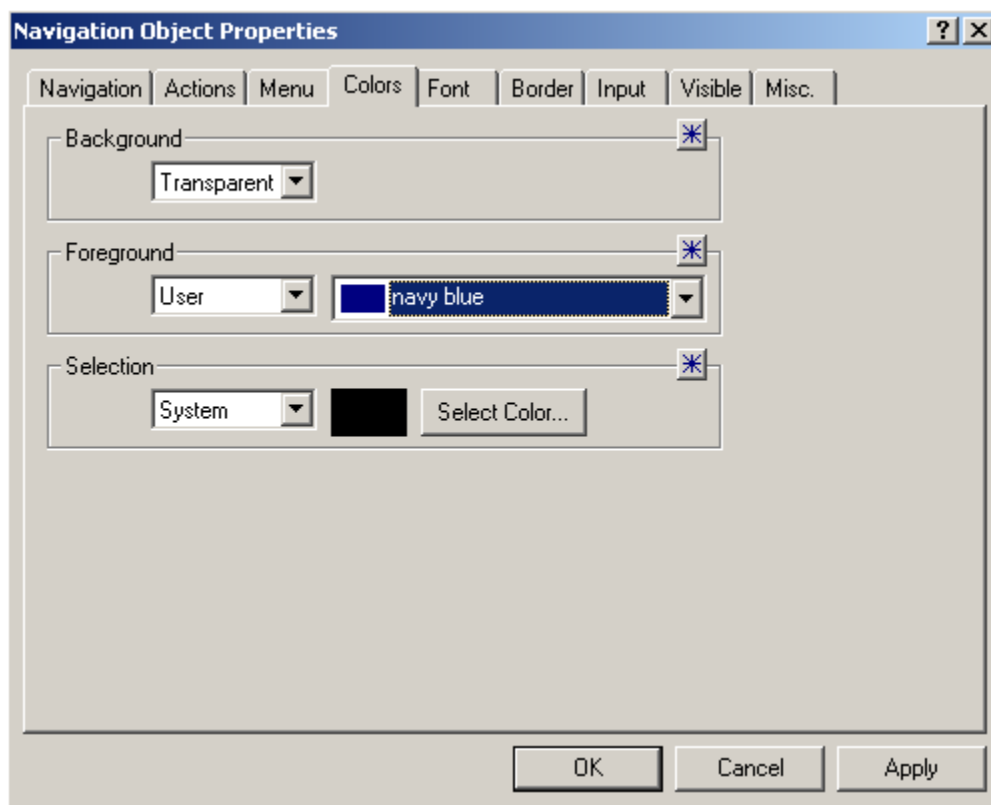 Navigation Object Properties
Navigation Actions Menu Colors Font Border Input Visible Misc.
Background
Transparent
Foreground
User navy blue
Selection
System Select Color...
OK Cancel Apply